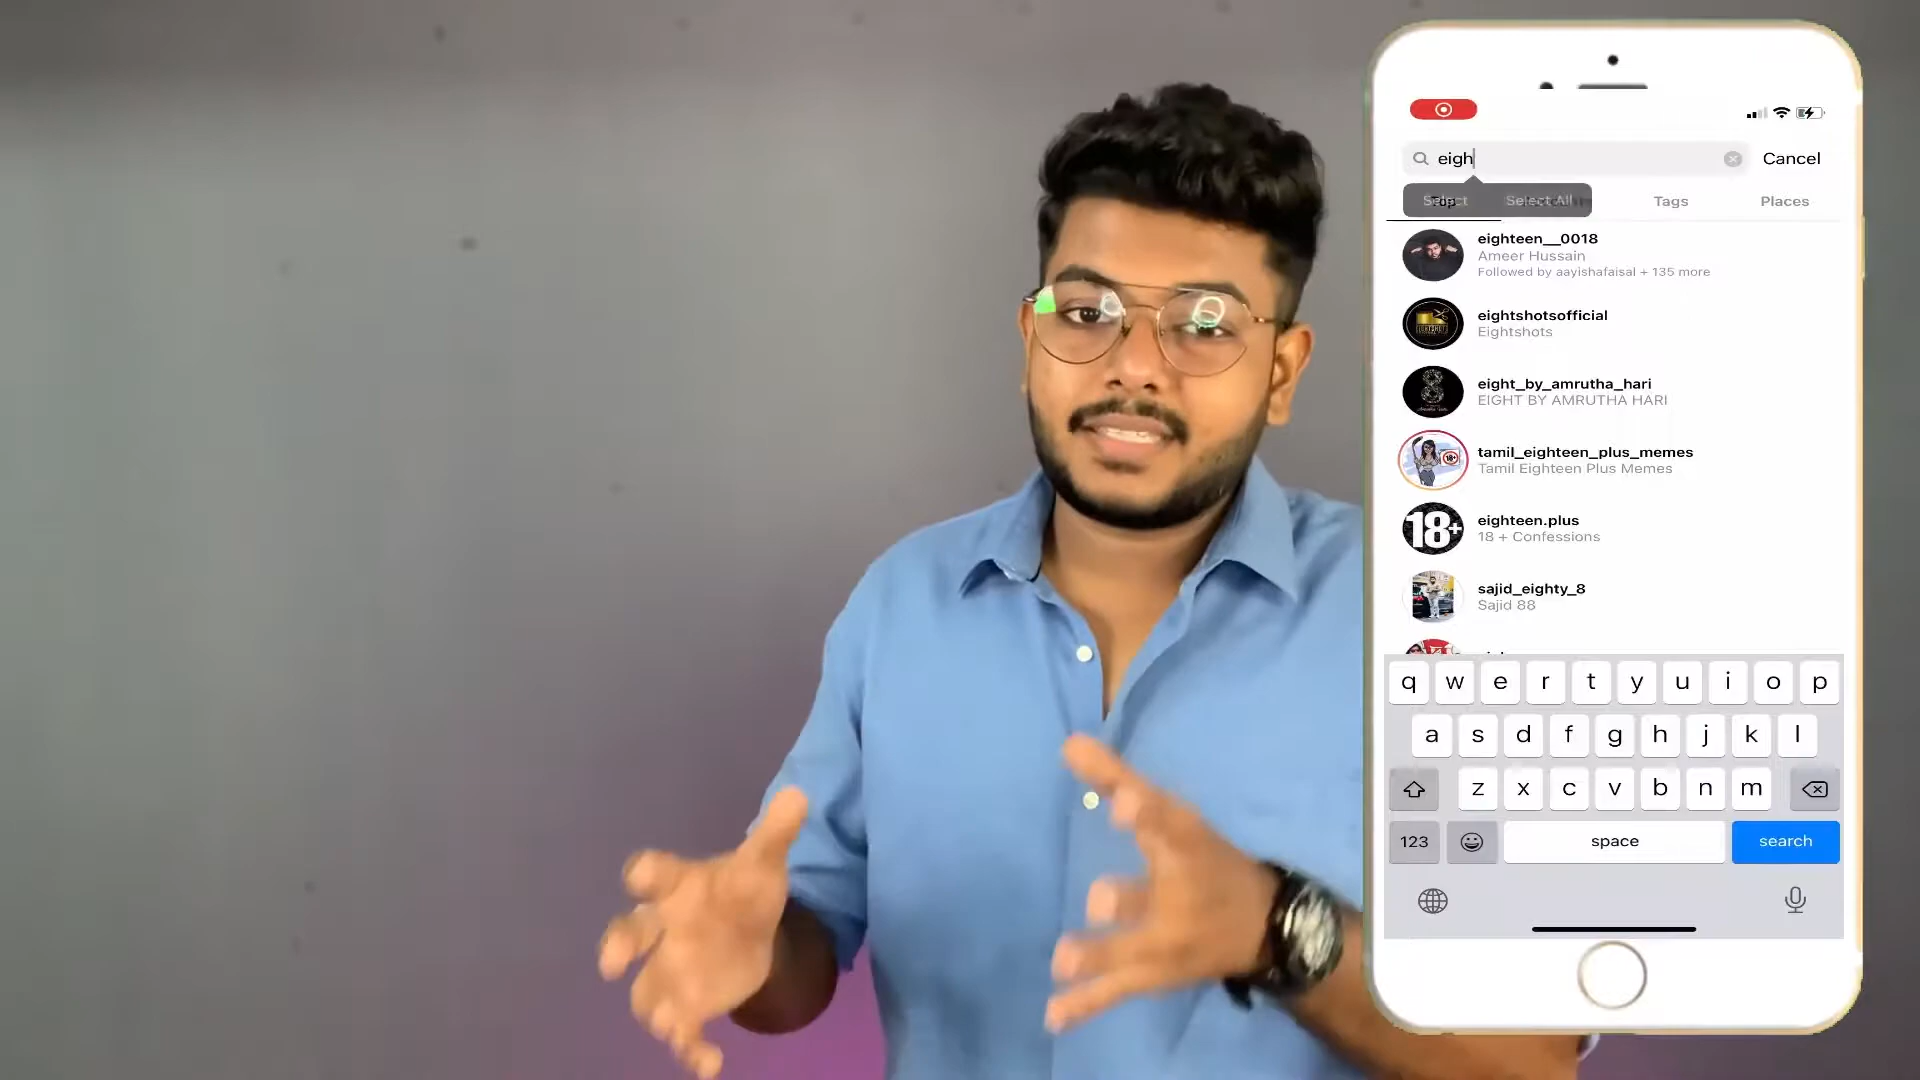 eigh
Cancel
Select
Select All
Top
Tags
Places
eighteen__0018
Ameer Hussain
Followed by aayishafaisal + 135 more
eightshotsofficial
Eightshots
eight_by_amrutha_hari
EIGHT BY AMRUTHA HARI
tamil_eighteen_plus_memes
Tamil Eighteen Plus Memes
18+
eighteen.plus
18 + Confessions
sajid_eighty_8
Sajid 88
q w e r t y u i o p
a s d f g h j k l
z x c v b n m
123
space
search